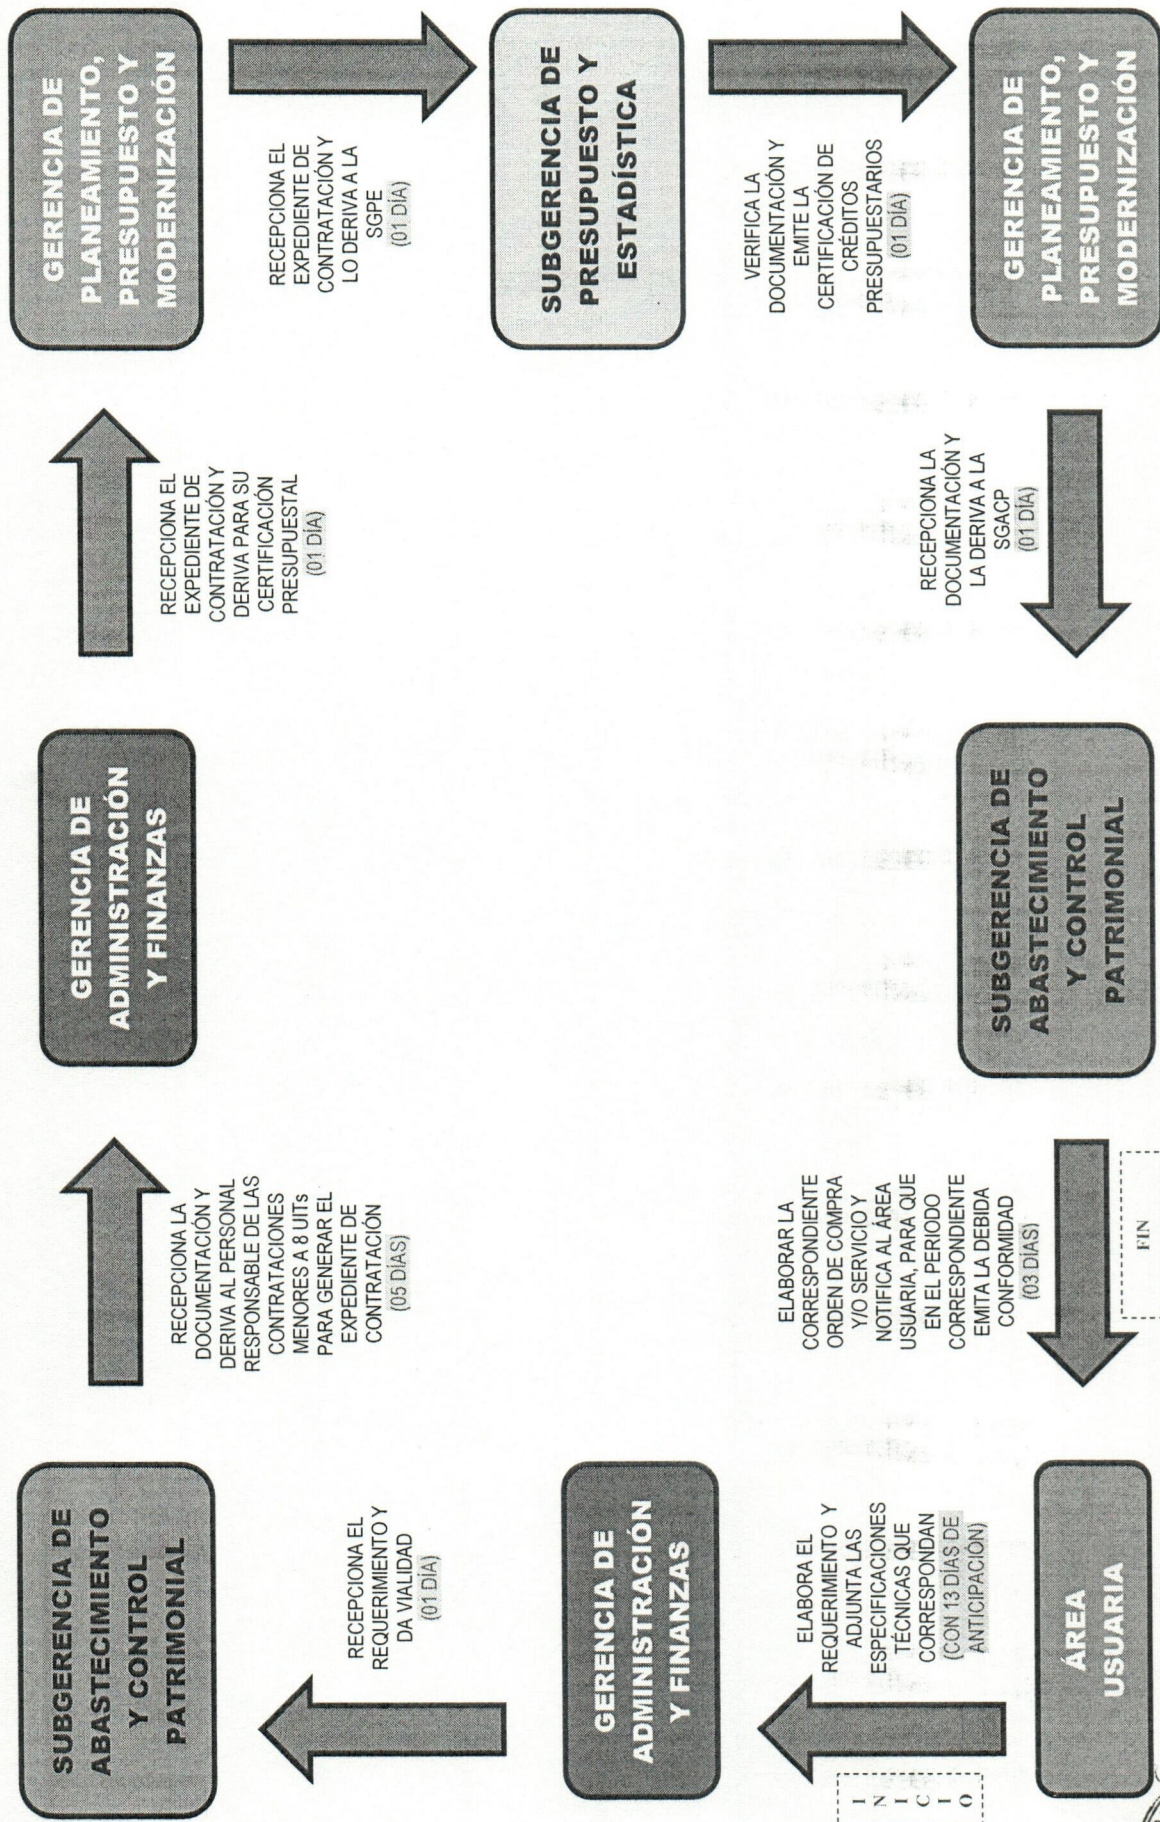 INICIO
ÁREA
USUARIA
ELABORA EL
REQUERIMIENTO Y
ADJUNTA LAS
ESPECIFICACIONES
TÉCNICAS QUE
CORRESPONDAN
(CON 13 DÍAS DE
ANTICIPACIÓN)
GERENCIA DE
ADMINISTRACIÓN
Y FINANZAS
RECEPCIONA EL
REQUERIMIENTO Y
DA VIALIDAD
(01 DÍA)
SUBGERENCIA DE
ABASTECIMIENTO
Y CONTROL
PATRIMONIAL
RECEPCIONA LA
DOCUMENTACIÓN Y
DERIVA AL PERSONAL
RESPONSABLE DE LAS
CONTRATACIONES
MENORES A 8 UITs
PARA GENERAR EL
EXPEDIENTE DE
CONTRATACIÓN
(05 DÍAS)
GERENCIA DE
ADMINISTRACIÓN
Y FINANZAS
RECEPCIONA EL
EXPEDIENTE DE
CONTRATACIÓN Y
DERIVA PARA SU
CERTIFICACIÓN
PRESUPUESTAL
(01 DÍA)
GERENCIA DE
PLANEAMIENTO,
PRESUPUESTO Y
MODERNIZACIÓN
RECEPCIONA EL
EXPEDIENTE DE
CONTRATACIÓN Y
LO DERIVA A LA
SGPE
(01 DÍA)
SUBGERENCIA DE
PRESUPUESTO Y
ESTADÍSTICA
VERIFICA LA
DOCUMENTACIÓN Y
EMITE LA
CERTIFICACIÓN DE
CRÉDITOS
PRESUPUESTARIOS
(01 DÍA)
GERENCIA DE
PLANEAMIENTO,
PRESUPUESTO Y
MODERNIZACIÓN
RECEPCIONA LA
DOCUMENTACIÓN Y
LA DERIVA A LA
SGACP
(01 DÍA)
SUBGERENCIA DE
ABASTECIMIENTO
Y CONTROL
PATRIMONIAL
ELABORAR LA
CORRESPONDIENTE
ORDEN DE COMPRA
Y/O SERVICIO Y
NOTIFICA AL ÁREA
USUARIA, PARA QUE
EN EL PERIODO
CORRESPONDIENTE
EMITA LA DEBIDA
CONFORMIDAD
(03 DÍAS)
FIN